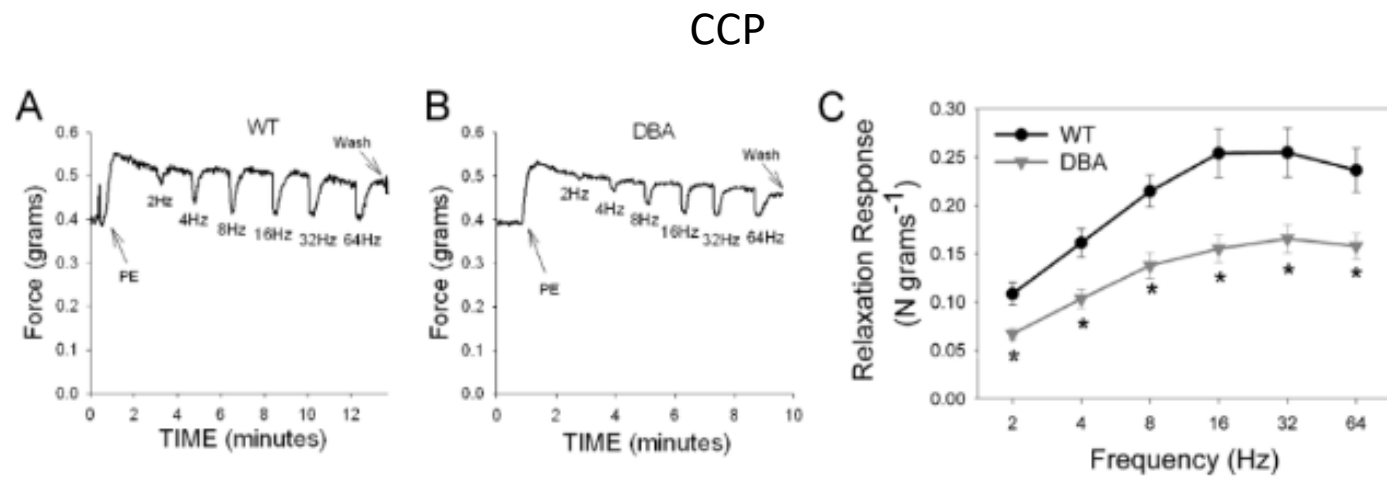 CCP
A
WT
Force (grams)
0.6
0.5
0.4
0.3
0.2
0.1
0.0
PE
2Hz
4Hz
8Hz
16Hz
32Hz
64Hz
Wash
0 2 4 6 8 10 12
TIME (minutes)
B
DBA
Force (grams)
0.6
0.5
0.4
0.3
0.2
0.1
0.0
PE
2Hz
4Hz
8Hz
16Hz
32Hz
64Hz
Wash
0 2 4 6 8 10
TIME (minutes)
C
Relaxation Response
(N grams⁻¹)
0.30
0.25
0.20
0.15
0.10
0.05
0.00
WT
DBA
* * * * * *
2 4 8 16 32 64
Frequency (Hz)